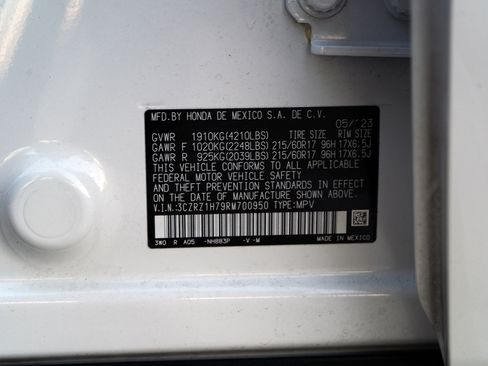 MFD.BY HONDA DE MEXICO S.A. DE C.V.
05/'23
GVWR 1910KG(4210LBS) TIRE SIZE RIM SIZE
GAWR F 1020KG(2248LBS) 215/60R17 96H 17X6.5J
GAWR R 925KG(2039LBS) 215/60R17 96H 17X6.5J
THIS VEHICLE CONFORMS TO ALL APPLICABLE
FEDERAL MOTOR VEHICLE SAFETY
AND THEFT PREVENTION STANDARDS IN EFFECT
ON THE DATE OF MANUFACTURE SHOWN ABOVE.
V.I.N.:3CZRZ1H79RM700950 TYPE:MPV
3W0 R A05 -NH883P -V -M MADE IN MEXICO